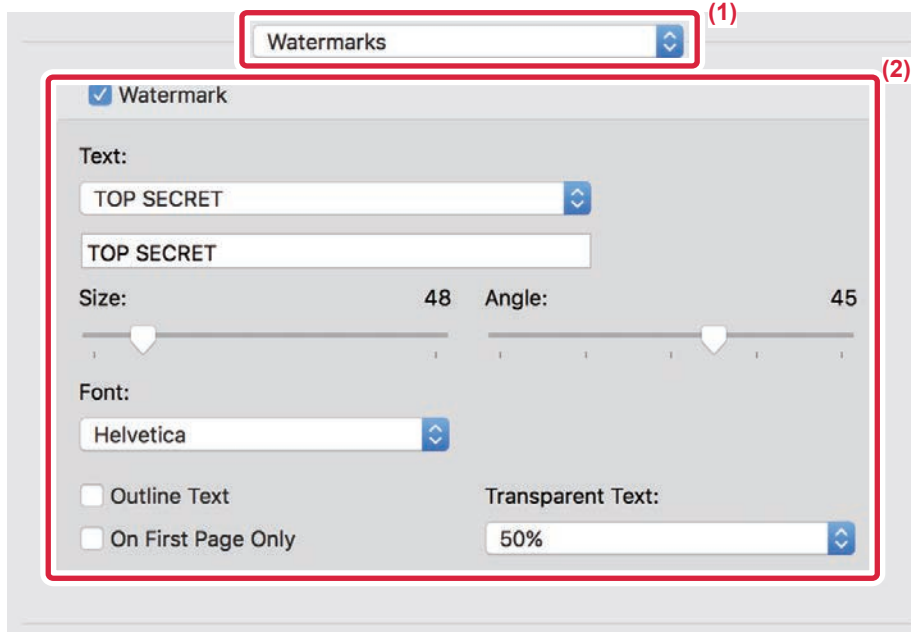 (1)
Watermarks
(2)
Watermark
Text:
TOP SECRET
TOP SECRET
Size: 48 Angle: 45
Font:
Helvetica
Outline Text Transparent Text:
On First Page Only 50%